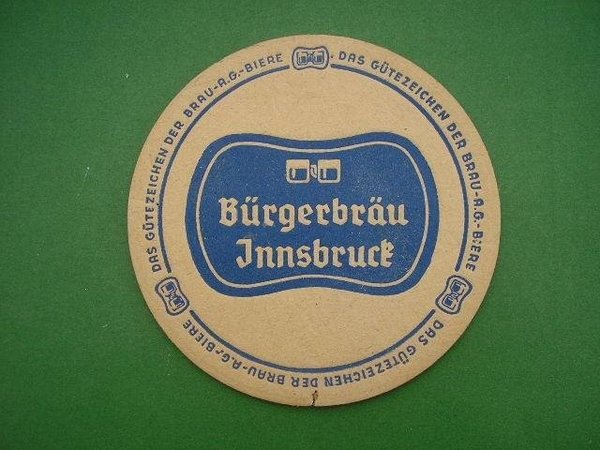 Bürgerbräu
Innsbruck
DAS GÜTEZEICHEN DER BRAU-A.G.-BIERE
DAS GÜTEZEICHEN DER BRAU-A.G.-BIERE
DAS GÜTEZEICHEN DER BRAU-A.G.-BIERE